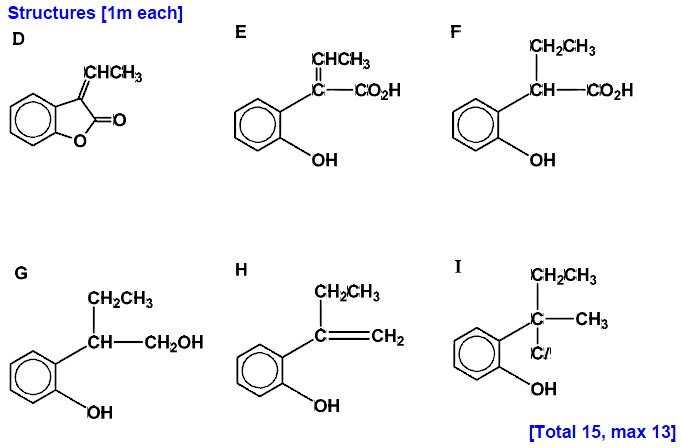 Structures [1m each]
D
CHCH₃
O
O
E
CHCH₃
C
CO₂H
OH
F
CH₂CH₃
CH
CO₂H
OH
G
CH₂CH₃
CH
CH₂OH
OH
H
CH₂CH₃
C
CH₂
OH
I
CH₂CH₃
C
CH₃
Cl
OH
[Total 15, max 13]